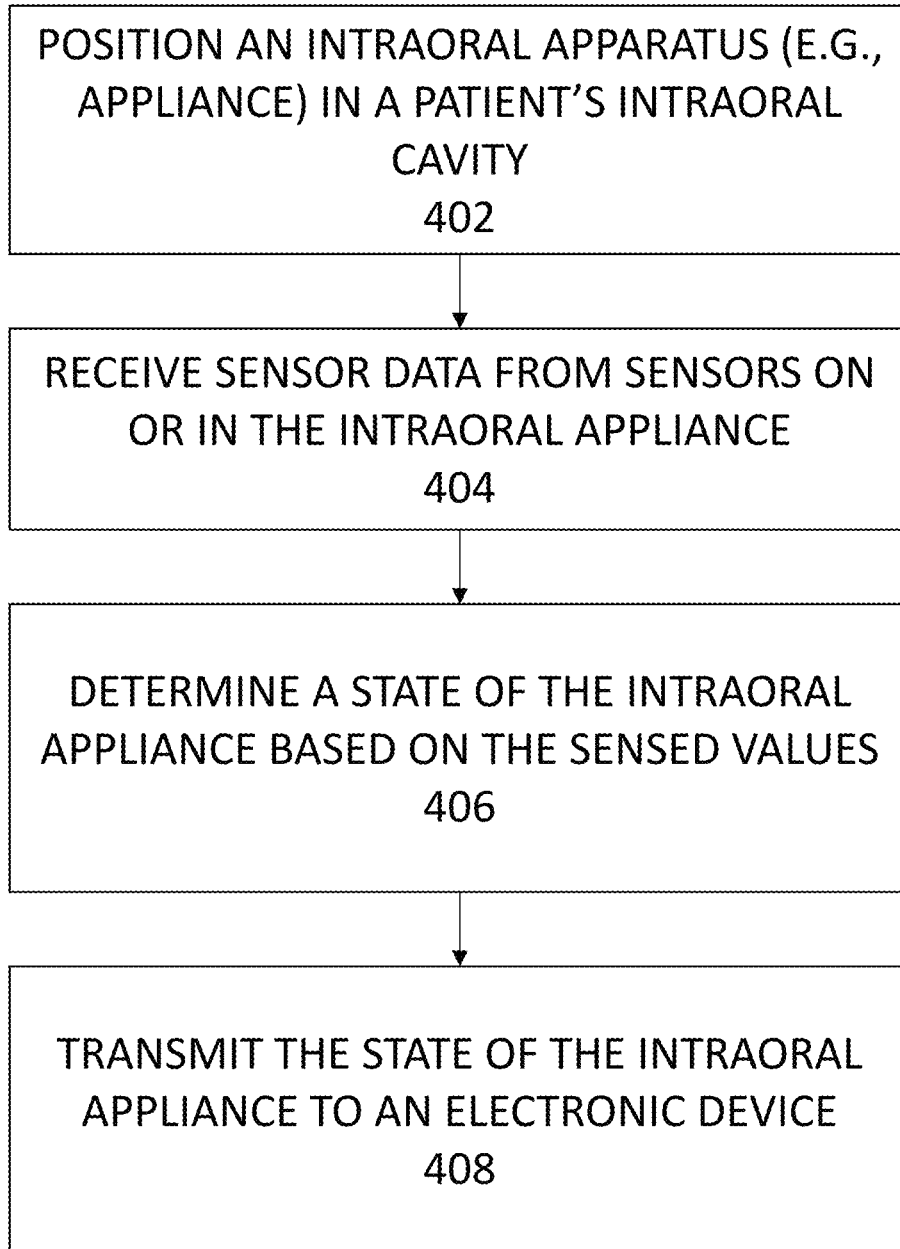 POSITION AN INTRAORAL APPARATUS (E.G.,
APPLIANCE) IN A PATIENT’S INTRAORAL
CAVITY
402
RECEIVE SENSOR DATA FROM SENSORS ON
OR IN THE INTRAORAL APPLIANCE
404
DETERMINE A STATE OF THE INTRAORAL
APPLIANCE BASED ON THE SENSED VALUES
406
TRANSMIT THE STATE OF THE INTRAORAL
APPLIANCE TO AN ELECTRONIC DEVICE
408